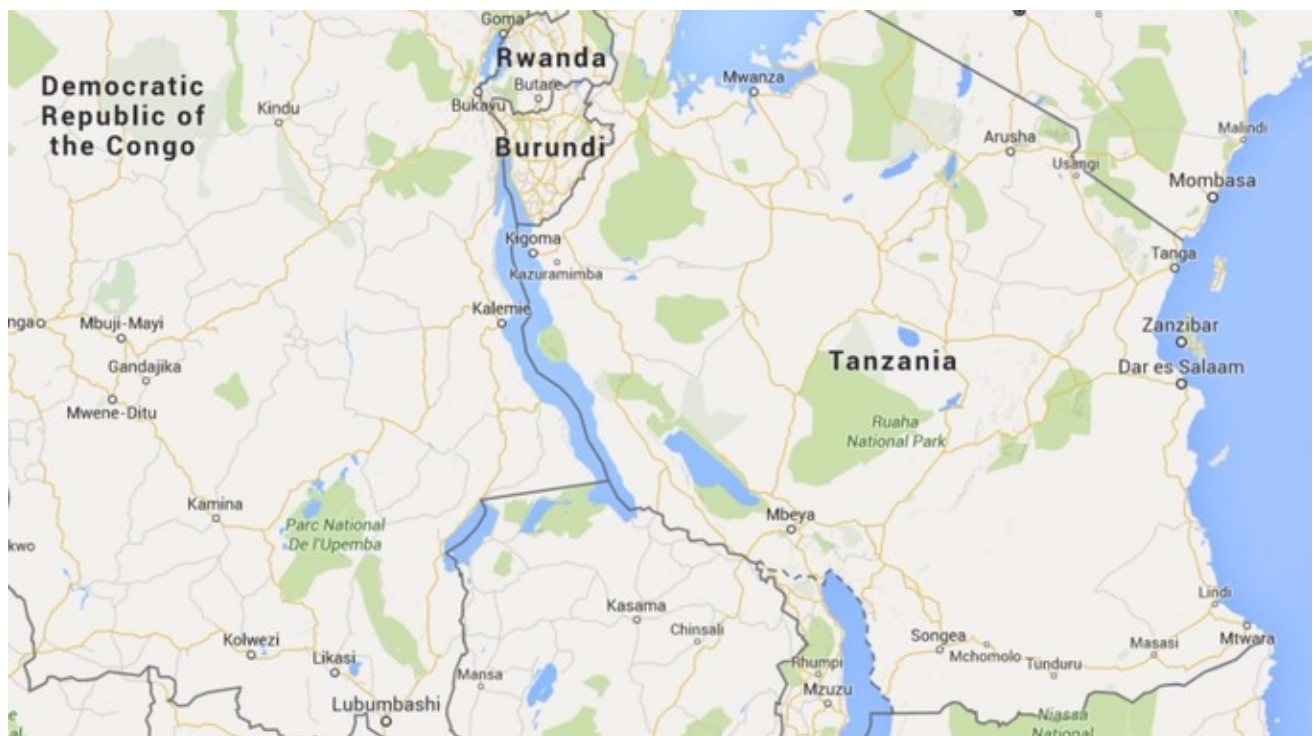 Goma
Rwanda
Democratic
Republic of
the Congo
Mwanza
Butare
Bukavu
Kindu
Malindi
Arusha
Burundi
Usangi
Mombasa
Kigoma
Tanga
Kazuramimba
Kalemie
nga
Mbuji-Mayi
Zanzibar
Tanzania
Gandajika
Dar es Salaam
Mwene-Ditu
Ruaha
National Park
Kamina
Mbeya
Parc National
De l'Upemba
kwo
Lindi
Kasama
Chinsali
Songea
Mtwara
Kolwezi
Masasi
Mchomolo
Likasi
Rhumpi
Tunduru
Mansa
Mzuzu
Lubumbashi
Niassa
National
e
al